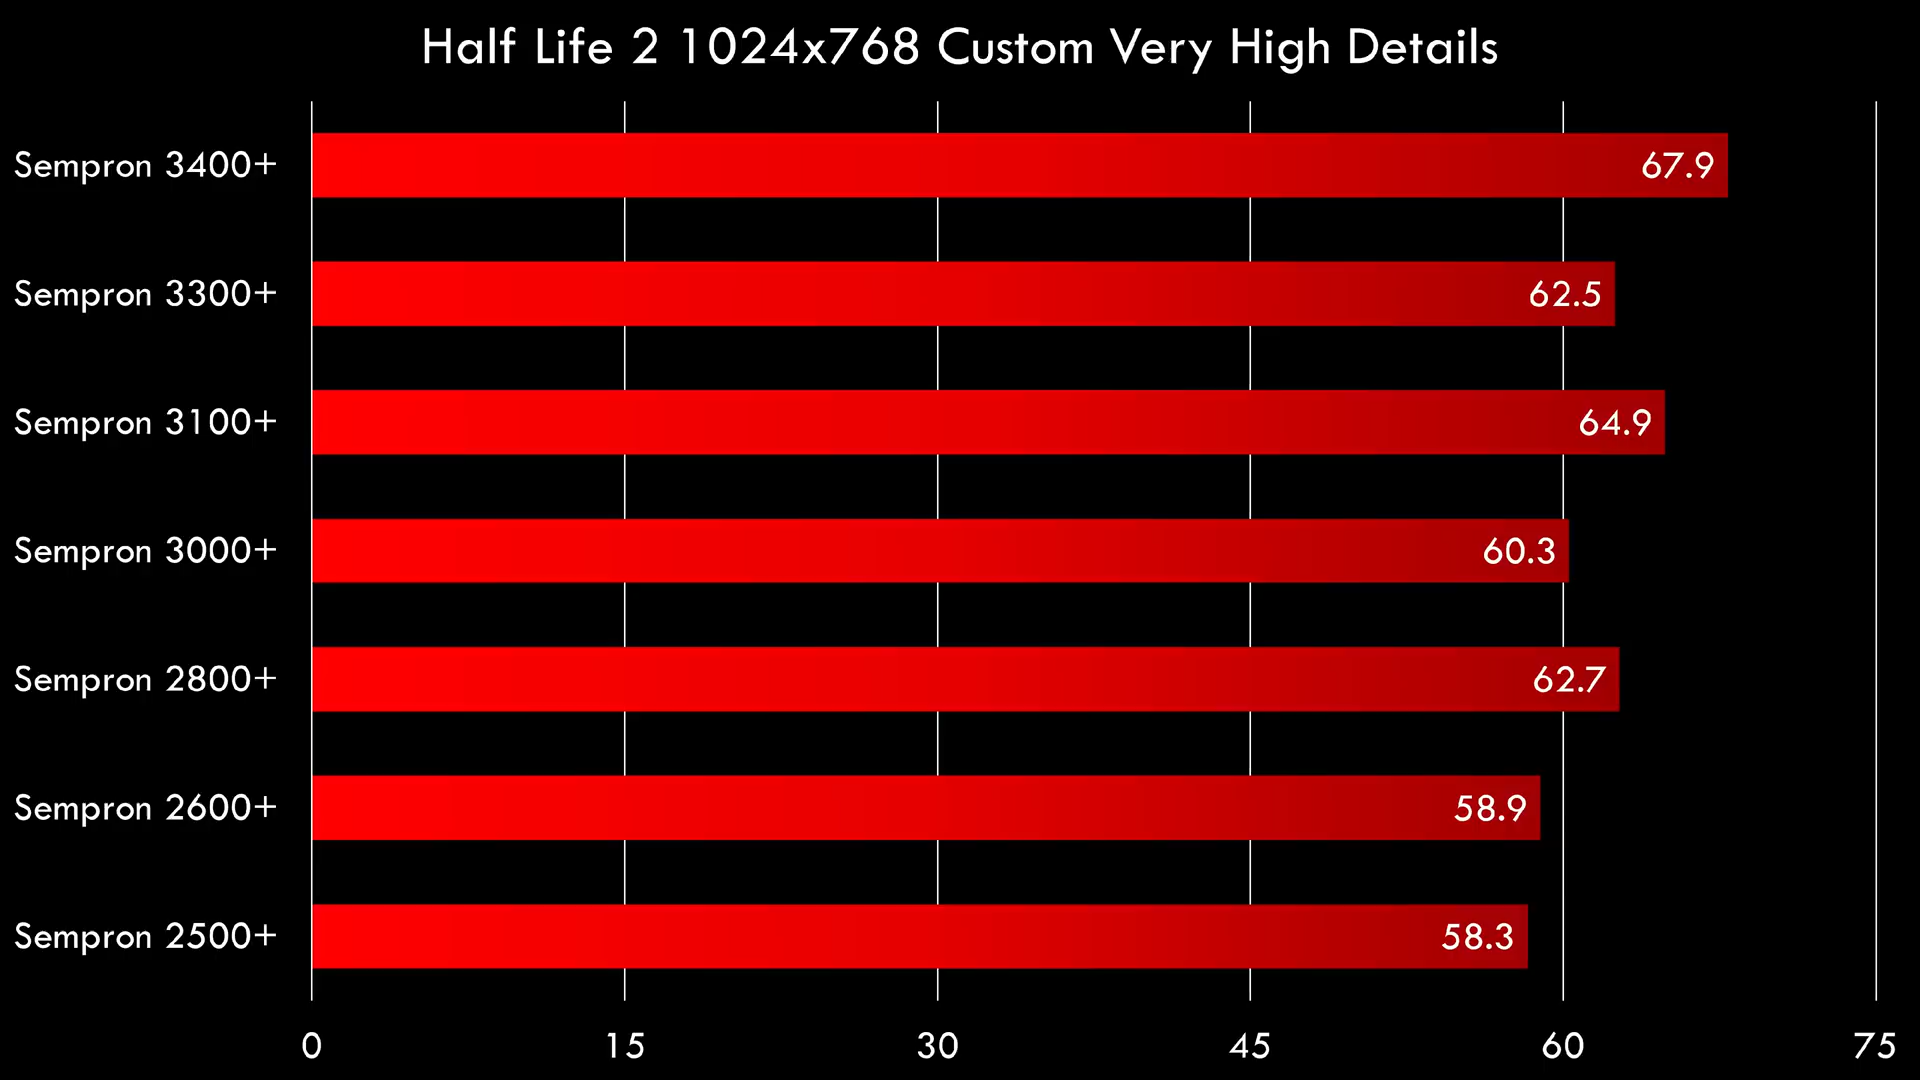 Half Life 2 1024x768 Custom Very High Details
Sempron 3400+ 67.9
Sempron 3300+ 62.5
Sempron 3100+ 64.9
Sempron 3000+ 60.3
Sempron 2800+ 62.7
Sempron 2600+ 58.9
Sempron 2500+ 58.3
0 15 30 45 60 75